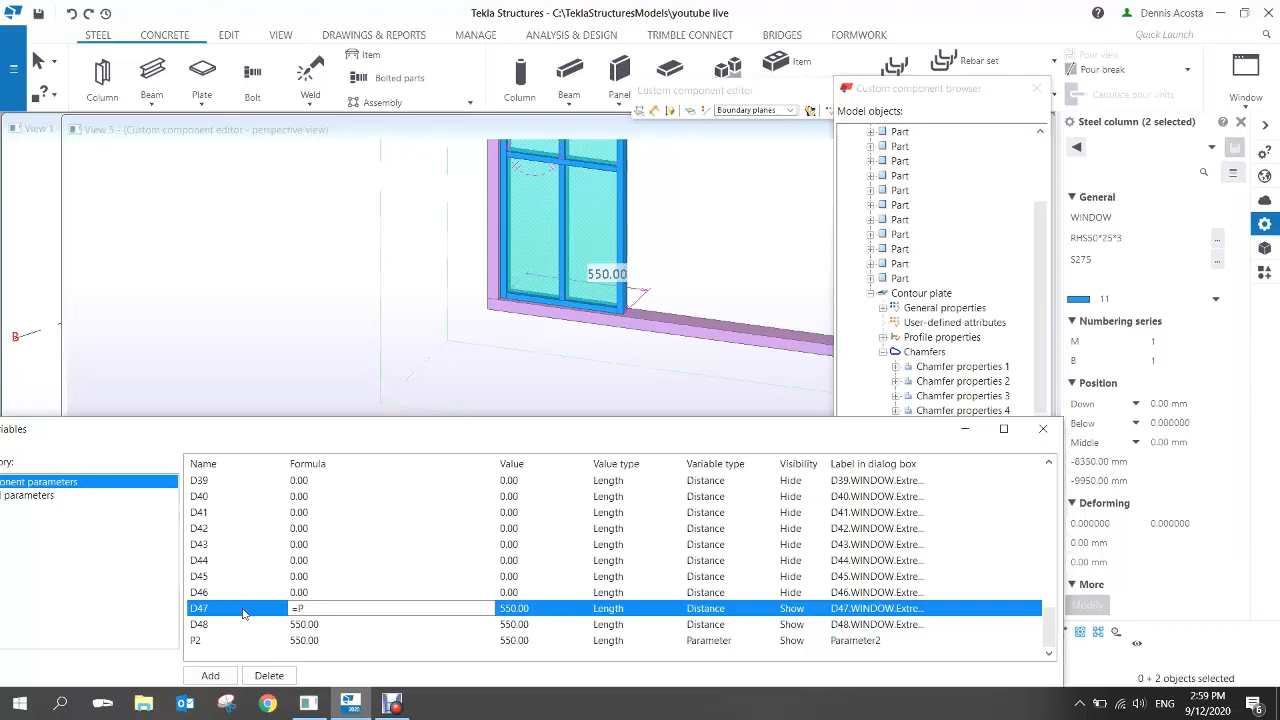 Tekla Structures - C:\TeklaStructuresModels\youtube live
Dennis Acosta
STEEL CONCRETE EDIT VIEW DRAWINGS & REPORTS MANAGE ANALYSIS & DESIGN TRIMBLE CONNECT BRIDGES FORMWORK Quick Launch
Column Beam Plate Bolt Weld
Item
Bolted parts
Assembly
Column Beam Panel
Item
Rebar set
Pour view
Pour break
Calculate pour units
Window
Custom component editor
Boundary planes
View 1
View 5 - (Custom component editor - perspective view)
550.00
B
Custom component browser
Model objects:
Part
Part
Part
Part
Part
Part
Part
Part
Part
Part
Part
Contour plate
General properties
User-defined attributes
Profile properties
Chamfers
Chamfer properties 1
Chamfer properties 2
Chamfer properties 3
Chamfer properties 4
Steel column (2 selected)
General
WINDOW
RHS50*25*3
S275
11
Numbering series
M 1
B 1
Position
Down 0.00 mm
Below 0.000000
Middle 0.00 mm
-8350.00 mm
-9950.00 mm
Deforming
0.000000 0.000000
0.00 mm
0.00 mm
More
Modify
0 + 2 objects selected
ariables
ory:
onent parameters
l parameters
Name Formula Value Value type Variable type Visibility Label in dialog box
D39 0.00 0.00 Length Distance Hide D39.WINDOW.Extre...
D40 0.00 0.00 Length Distance Hide D40.WINDOW.Extre...
D41 0.00 0.00 Length Distance Hide D41.WINDOW.Extre...
D42 0.00 0.00 Length Distance Hide D42.WINDOW.Extre...
D43 0.00 0.00 Length Distance Hide D43.WINDOW.Extre...
D44 0.00 0.00 Length Distance Hide D44.WINDOW.Extre...
D45 0.00 0.00 Length Distance Hide D45.WINDOW.Extre...
D46 0.00 0.00 Length Distance Hide D46.WINDOW.Extre...
D47 =P 550.00 Length Distance Show D47.WINDOW.Extre...
D48 550.00 550.00 Length Distance Show D48.WINDOW.Extre...
P2 550.00 550.00 Length Parameter Show Parameter2
Add Delete
2:59 PM
9/12/2020
6